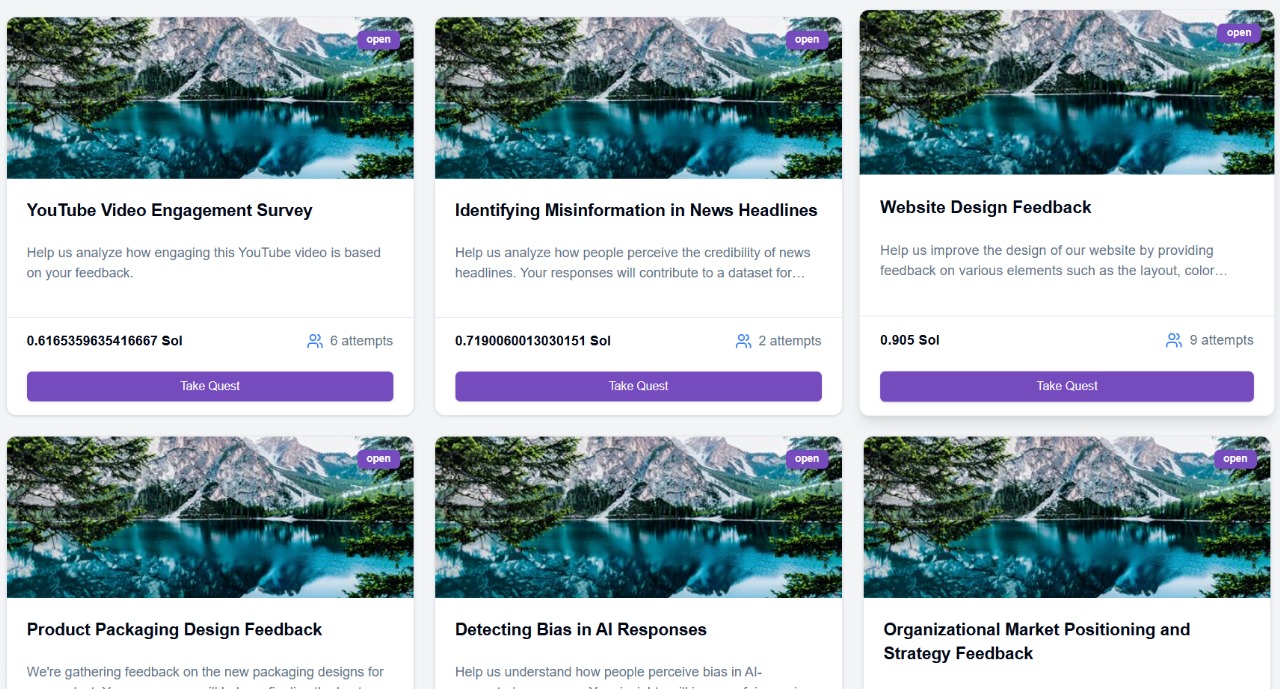 open
open
open
YouTube Video Engagement Survey
Help us analyze how engaging this YouTube video is based
on your feedback.
0.6165359635416667 Sol
6 attempts
Take Quest
Identifying Misinformation in News Headlines
Help us analyze how people perceive the credibility of news
headlines. Your responses will contribute to a dataset for…
0.7190060013030151 Sol
2 attempts
Take Quest
Website Design Feedback
Help us improve the design of our website by providing
feedback on various elements such as the layout, color…
0.905 Sol
9 attempts
Take Quest
open
open
open
Product Packaging Design Feedback
We're gathering feedback on the new packaging designs for
Detecting Bias in AI Responses
Help us understand how people perceive bias in AI-
Organizational Market Positioning and
Strategy Feedback